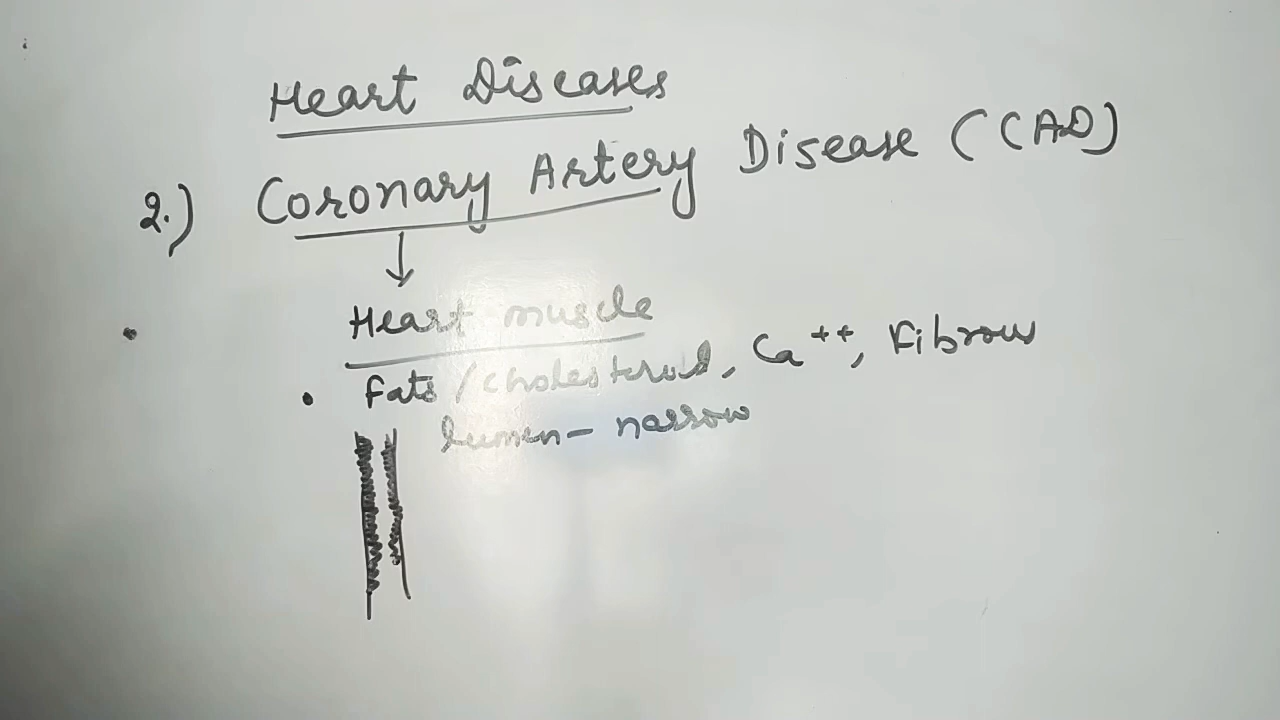 Heart Diseases
2.) Coronary Artery Disease (CAD)
Heart muscle
• Fats/cholesterol, Ca++, Fibrous
lumen- narrow